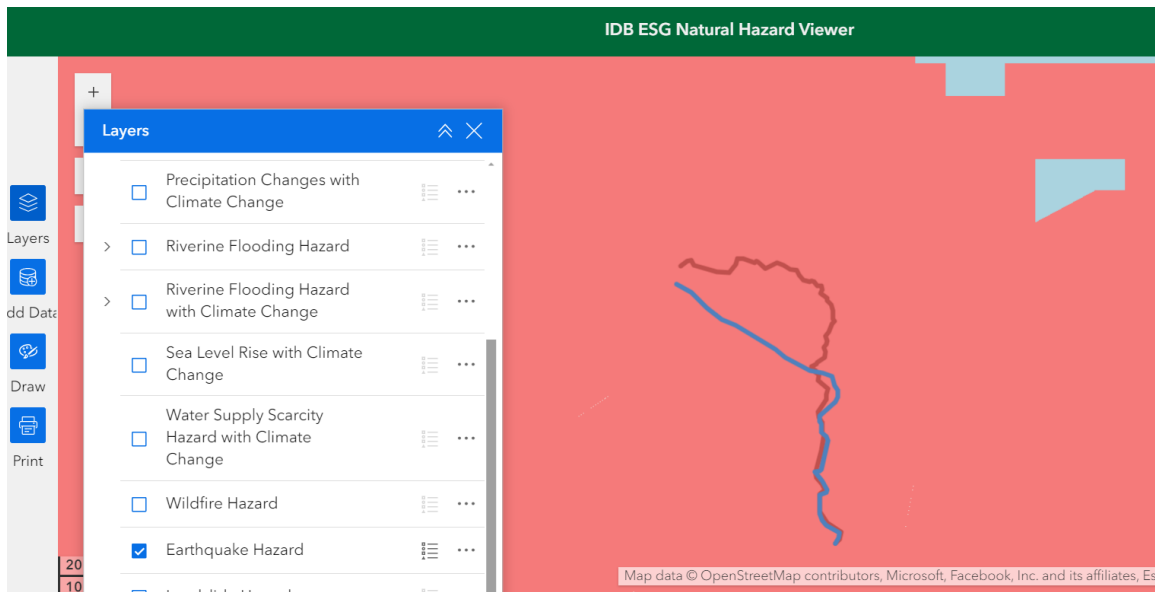 IDB ESG Natural Hazard Viewer
+
Layers
Precipitation Changes with
Climate Change
Riverine Flooding Hazard
Riverine Flooding Hazard
with Climate Change
Sea Level Rise with Climate
Change
Water Supply Scarcity
Hazard with Climate
Change
Wildfire Hazard
Earthquake Hazard
Layers
dd Data
Draw
Print
20
10
Map data © OpenStreetMap contributors, Microsoft, Facebook, Inc. and its affiliates, Es